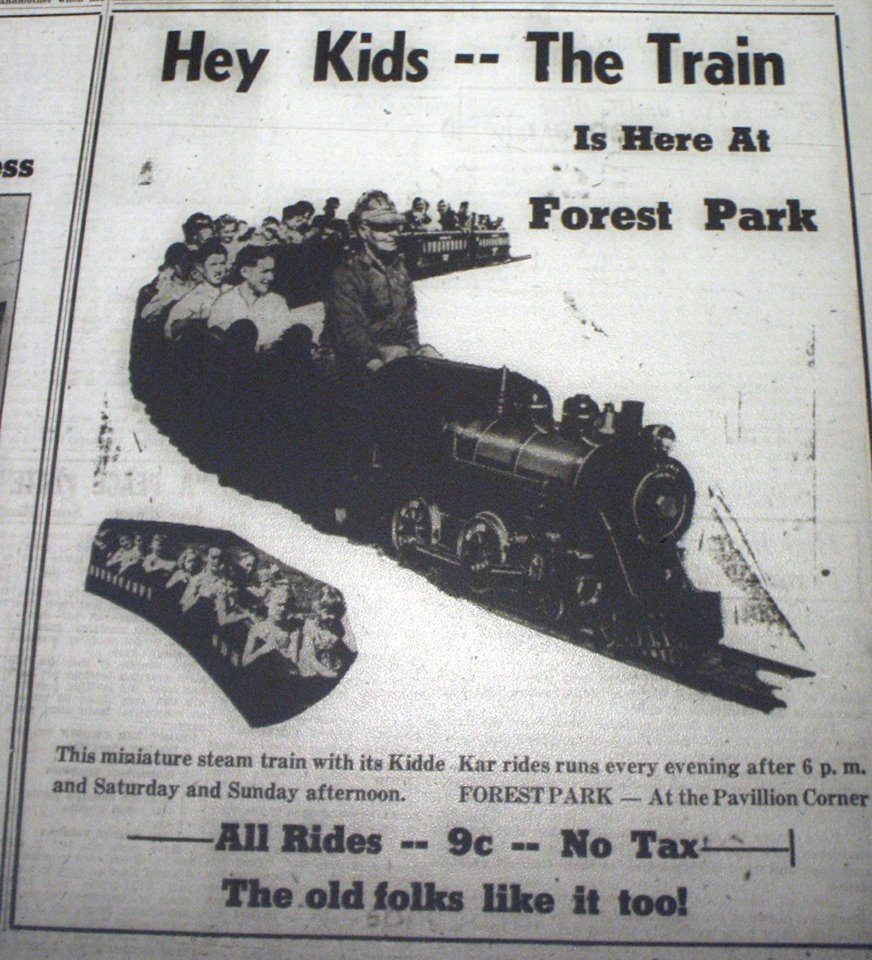 Hey Kids -- The Train
Is Here At
Forest Park
ess
This miniature steam train with its Kidde Kar rides runs every evening after 6 p. m.
and Saturday and Sunday afternoon. FOREST PARK — At the Pavillion Corner
All Rides -- 9c -- No Tax
The old folks like it too!